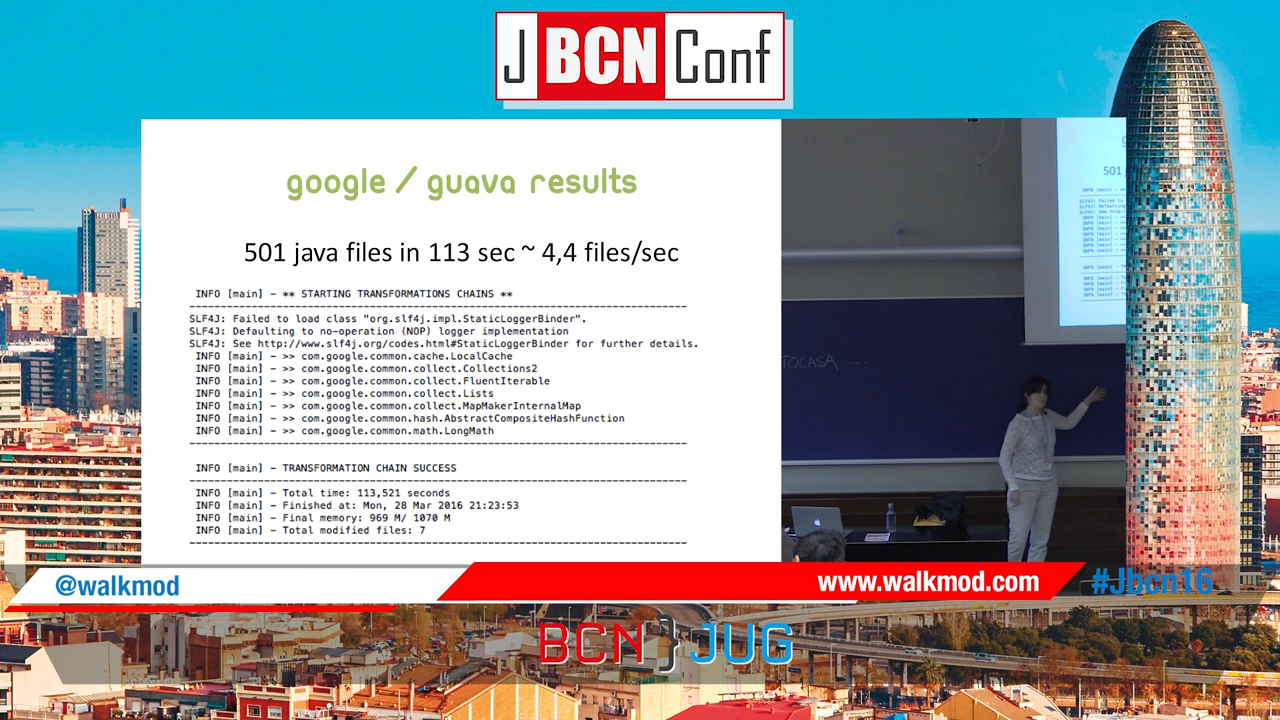 J BCN Conf
google / guava results
501 java files in 113 sec ~ 4,4 files/sec
INFO [main] - ** STARTING TRANSFORMATIONS CHAINS **
--------------------------------------------------------------------------------
SLF4J: Failed to load class "org.slf4j.impl.StaticLoggerBinder".
SLF4J: Defaulting to no-operation (NOP) logger implementation
SLF4J: See http://www.slf4j.org/codes.html#StaticLoggerBinder for further details.
INFO [main] - >> com.google.common.cache.LocalCache
INFO [main] - >> com.google.common.collect.Collections2
INFO [main] - >> com.google.common.collect.FluentIterable
INFO [main] - >> com.google.common.collect.Lists
INFO [main] - >> com.google.common.collect.MapMakerInternalMap
INFO [main] - >> com.google.common.hash.AbstractCompositeHashFunction
INFO [main] - >> com.google.common.math.LongMath
--------------------------------------------------------------------------------
INFO [main] - TRANSFORMATION CHAIN SUCCESS
--------------------------------------------------------------------------------
INFO [main] - Total time: 113,521 seconds
INFO [main] - Finished at: Mon, 28 Mar 2016 21:23:53
INFO [main] - Final memory: 969 M/ 1070 M
INFO [main] - Total modified files: 7
--------------------------------------------------------------------------------
501
TOCASA
@walkmod
www.walkmod.com
#Jbcn16
BCN JUG